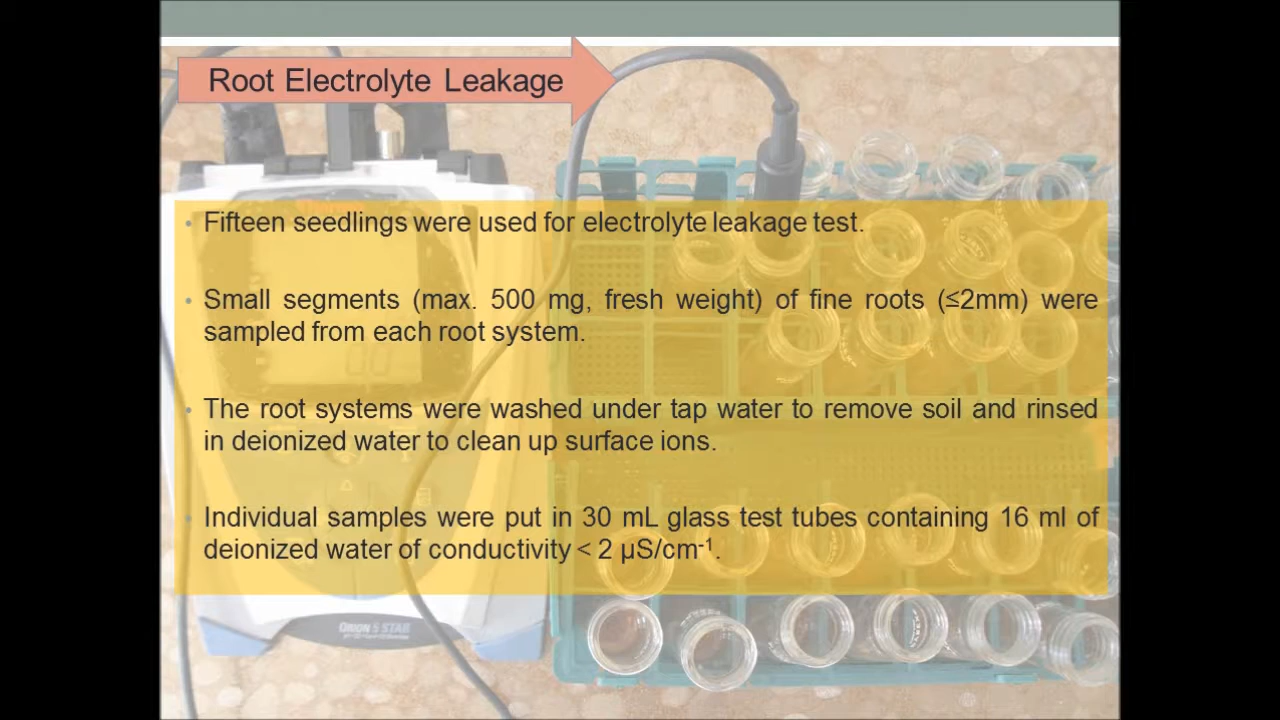 Root Electrolyte Leakage
• Fifteen seedlings were used for electrolyte leakage test.
• Small segments (max. 500 mg, fresh weight) of fine roots (≤2mm) were
sampled from each root system.
• The root systems were washed under tap water to remove soil and rinsed
in deionized water to clean up surface ions.
• Individual samples were put in 30 mL glass test tubes containing 16 ml of
deionized water of conductivity < 2 µS/cm⁻¹.
ORION 5 STAR